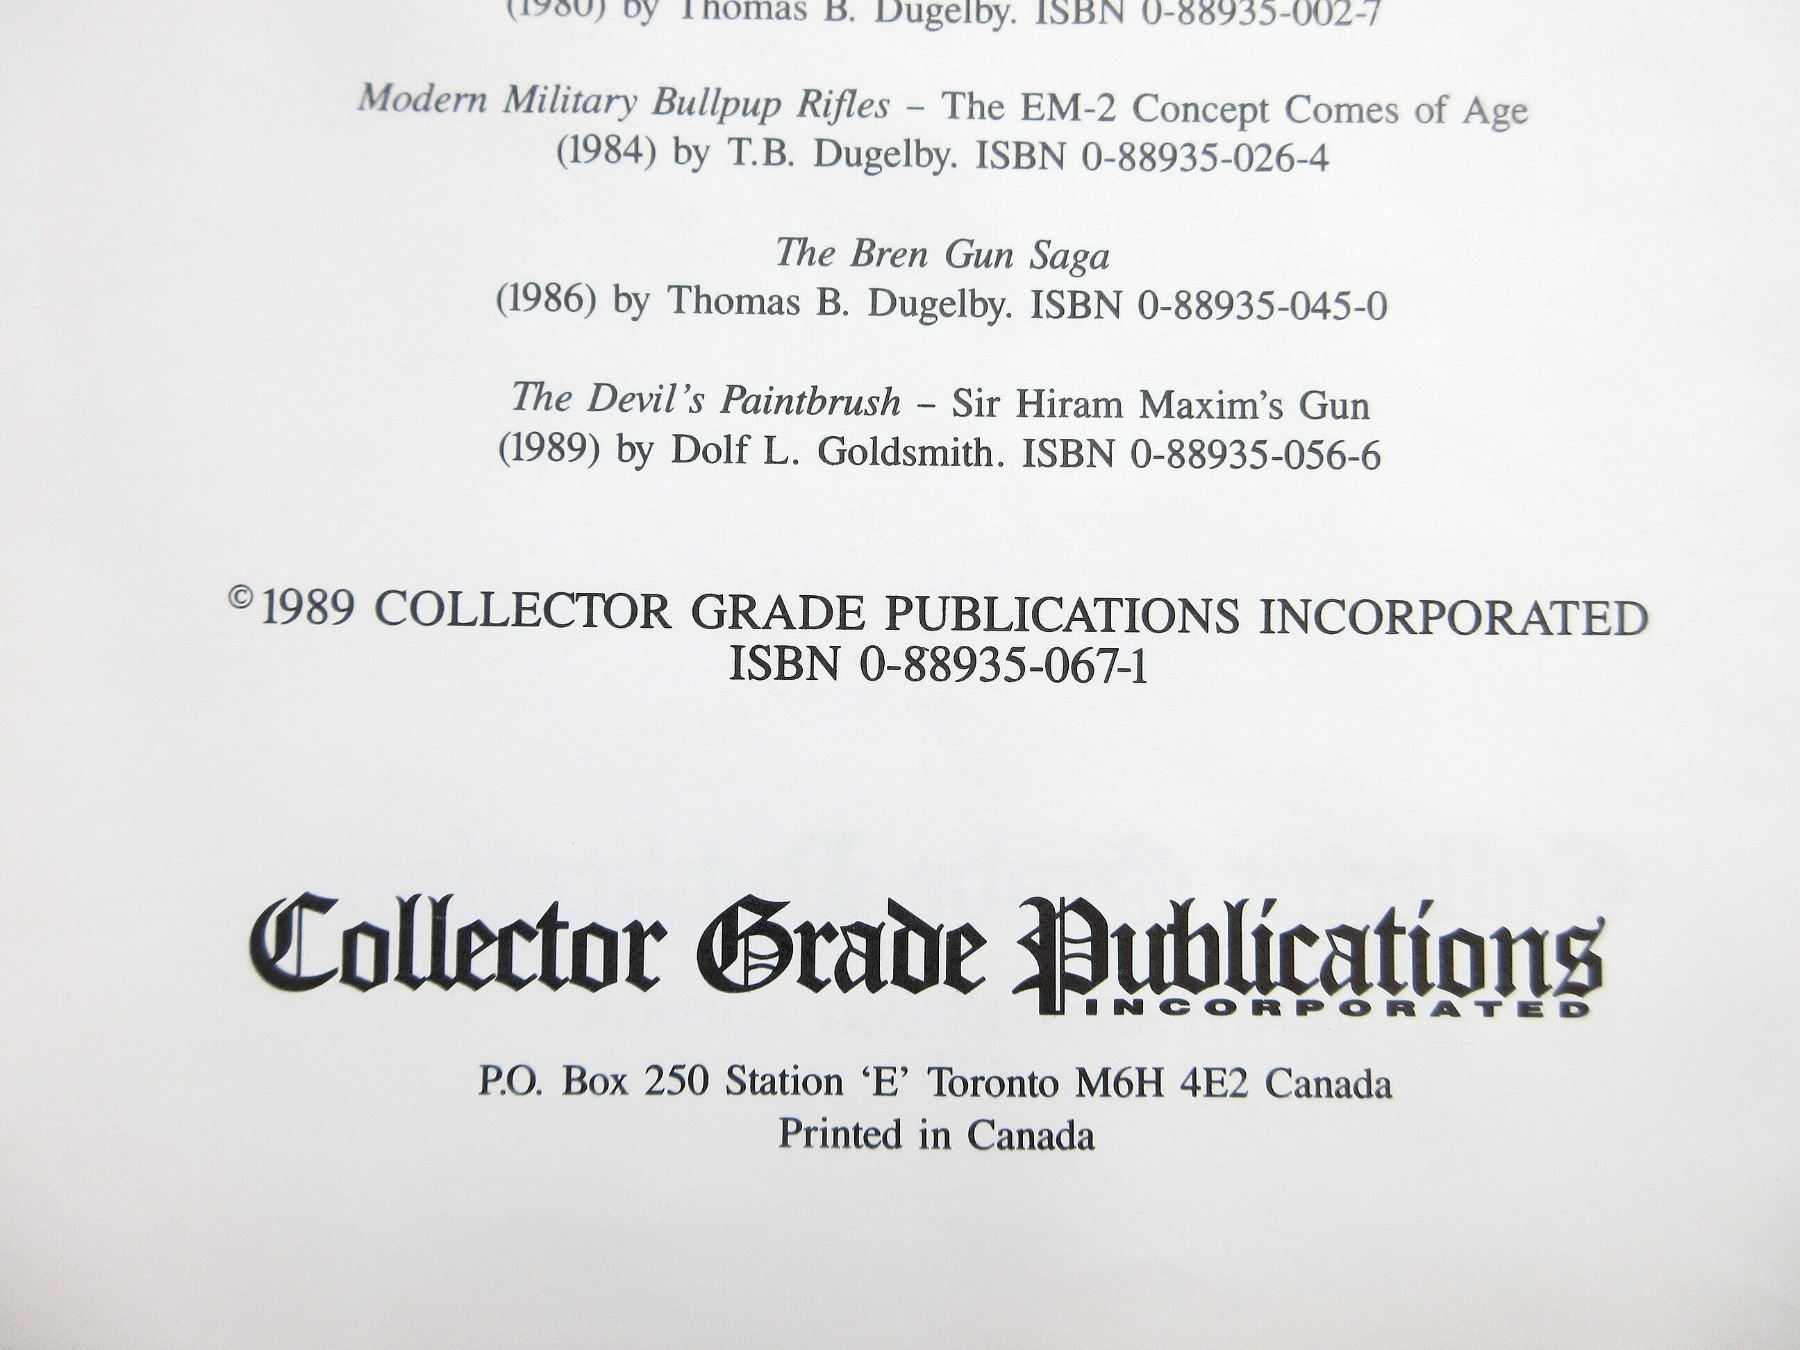 (1980) by Thomas B. Dugelby. ISBN 0-88935-002-7
Modern Military Bullpup Rifles – The EM-2 Concept Comes of Age
(1984) by T.B. Dugelby. ISBN 0-88935-026-4
The Bren Gun Saga
(1986) by Thomas B. Dugelby. ISBN 0-88935-045-0
The Devil's Paintbrush – Sir Hiram Maxim's Gun
(1989) by Dolf L. Goldsmith. ISBN 0-88935-056-6
©1989 COLLECTOR GRADE PUBLICATIONS INCORPORATED
ISBN 0-88935-067-1
Collector Grade Publications
INCORPORATED
P.O. Box 250 Station ‘E’ Toronto M6H 4E2 Canada
Printed in Canada